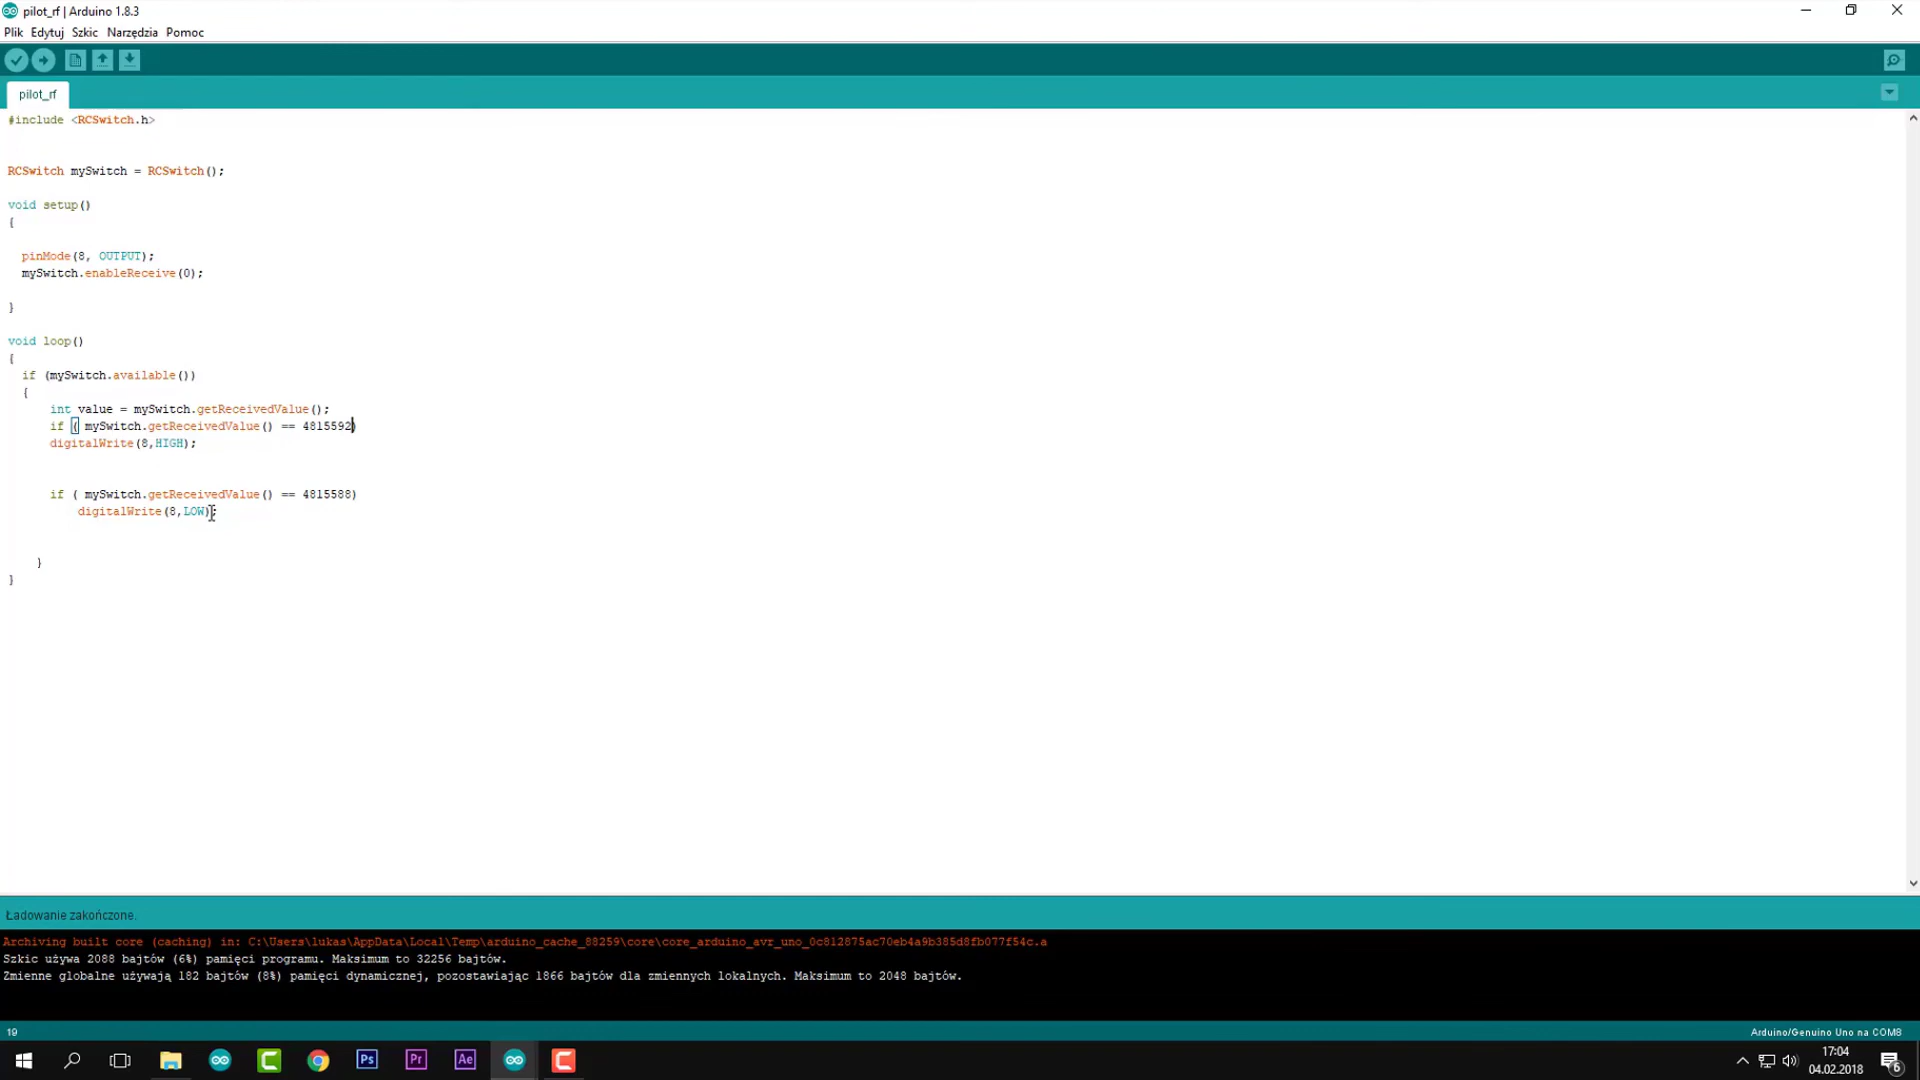 pilot_rf | Arduino 1.8.3
Plik Edytuj Szkic Narzędzia Pomoc
pilot_rf
#include <RCSwitch.h>
RCSwitch mySwitch = RCSwitch();
void setup()
{
pinMode(8, OUTPUT);
mySwitch.enableReceive(0);
}
void loop()
{
if (mySwitch.available())
{
int value = mySwitch.getReceivedValue();
if ( mySwitch.getReceivedValue() == 4815592)
digitalWrite(8,HIGH);
if ( mySwitch.getReceivedValue() == 4815588)
digitalWrite(8,LOW);
}
}
Ładowanie zakończone.
Archiving built core (caching) in: C:\Users\lukas\AppData\Local\Temp\arduino_cache_88259\core\core_arduino_avr_uno_0c812875ac70eb4a9b385d8fb077f54c.a
Szkic używa 2088 bajtów (6%) pamięci programu. Maksimum to 32256 bajtów.
Zmienne globalne używają 182 bajtów (8%) pamięci dynamicznej, pozostawiając 1866 bajtów dla zmiennych lokalnych. Maksimum to 2048 bajtów.
19
Arduino/Genuino Uno na COM8
Ps Pr Ae
17:04
04.02.2018
6